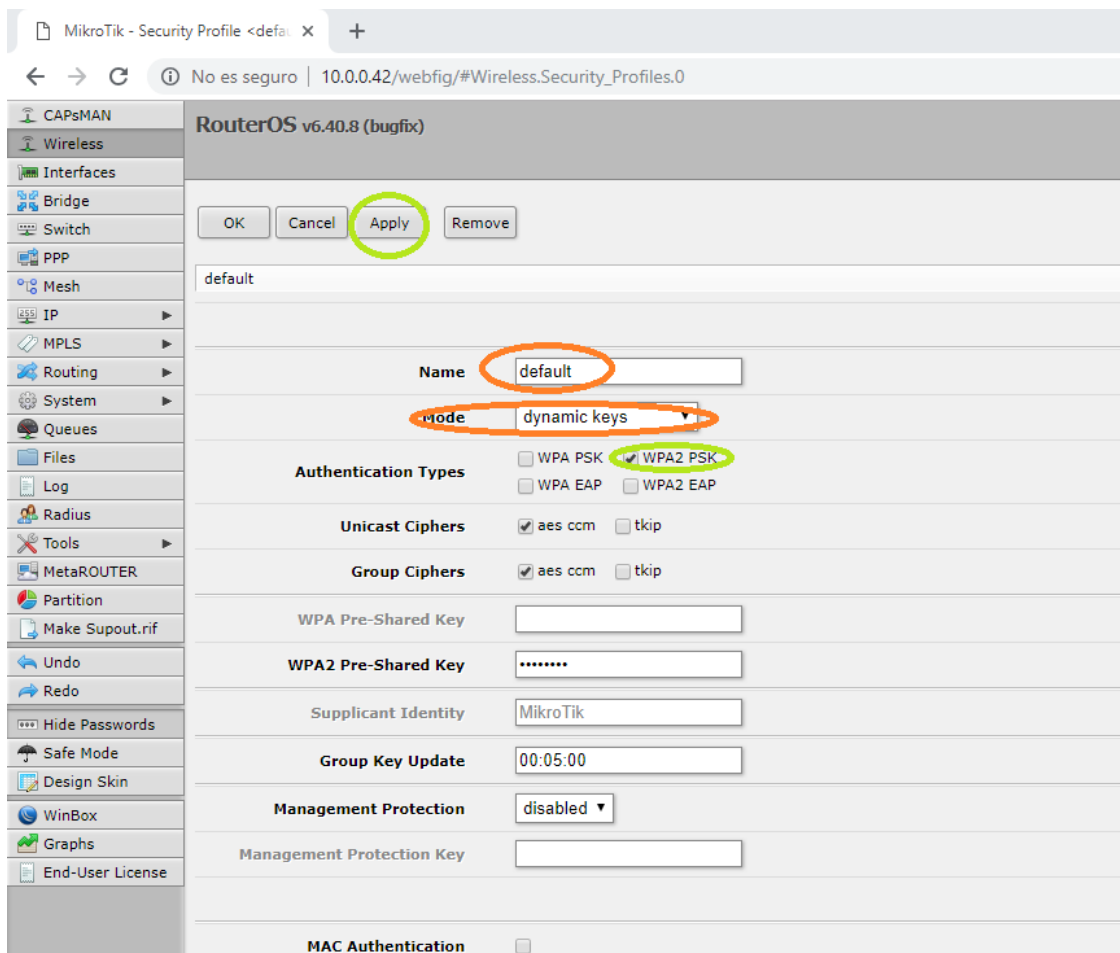 MikroTik - Security Profile <defau
No es seguro | 10.0.0.42/webfig/#Wireless.Security_Profiles.0
CAPsMAN
Wireless
Interfaces
Bridge
Switch
PPP
Mesh
IP
MPLS
Routing
System
Queues
Files
Log
Radius
Tools
MetaROUTER
Partition
Make Supout.rif
Undo
Redo
Hide Passwords
Safe Mode
Design Skin
WinBox
Graphs
End-User License
RouterOS v6.40.8 (bugfix)
OK Cancel Apply Remove
default
Name default
Mode dynamic keys
Authentication Types WPA PSK WPA2 PSK
WPA EAP WPA2 EAP
Unicast Ciphers aes ccm tkip
Group Ciphers aes ccm tkip
WPA Pre-Shared Key
WPA2 Pre-Shared Key ••••••••
Supplicant Identity MikroTik
Group Key Update 00:05:00
Management Protection disabled
Management Protection Key
MAC Authentication